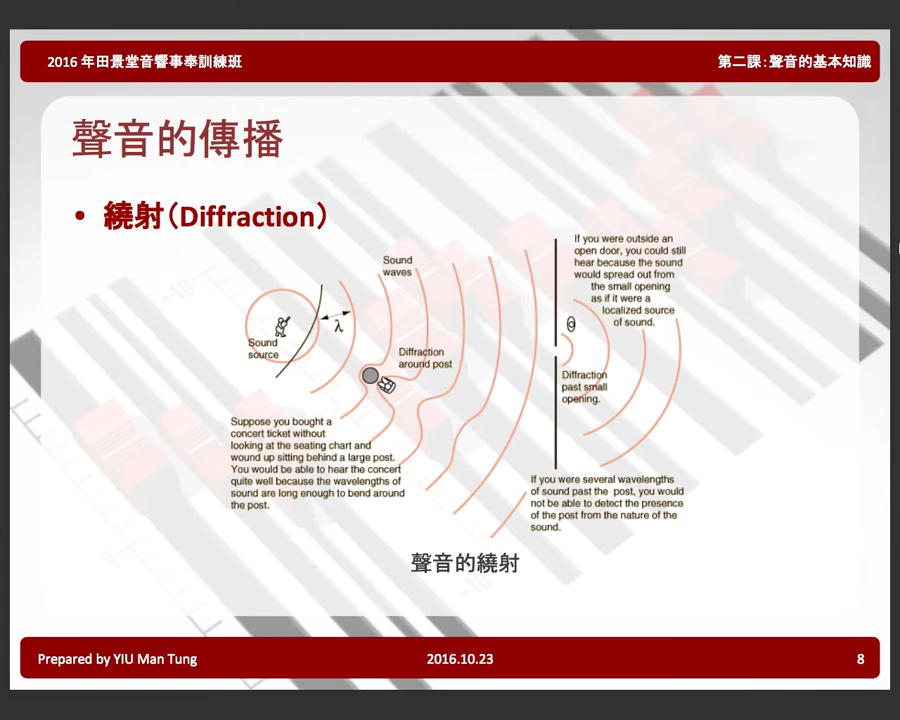 2016 年田景堂音響事奉訓練班
第二課：聲音的基本知識
聲音的傳播
• 繞射（Diffraction）
Sound
waves
λ
Sound
source
Diffraction
around post
If you were outside an
open door, you could still
hear because the sound
would spread out from
the small opening
as if it were a
localized source
of sound.
Diffraction
past small
opening.
Suppose you bought a
concert ticket without
looking at the seating chart and
wound up sitting behind a large post.
You would be able to hear the concert
quite well because the wavelengths of
sound are long enough to bend around
the post.
If you were several wavelengths
of sound past the post, you would
not be able to detect the presence
of the post from the nature of the
sound.
聲音的繞射
Prepared by YIU Man Tung
2016.10.23
8